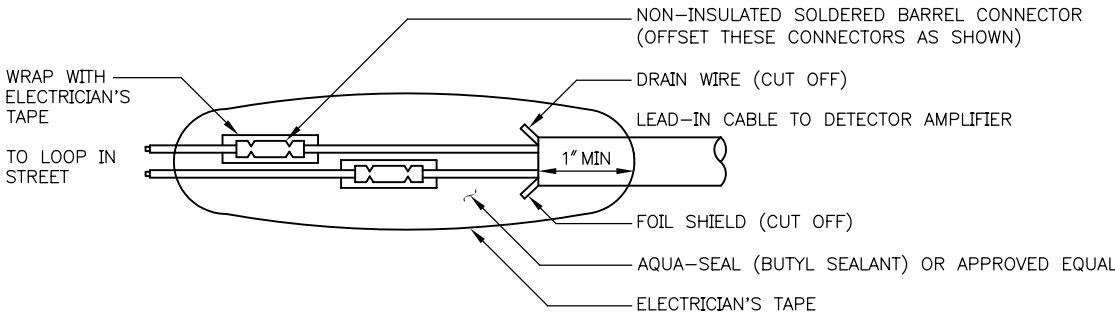 NON-INSULATED SOLDERED BARREL CONNECTOR
(OFFSET THESE CONNECTORS AS SHOWN)
WRAP WITH
ELECTRICIAN'S
TAPE
DRAIN WIRE (CUT OFF)
LEAD-IN CABLE TO DETECTOR AMPLIFIER
TO LOOP IN
STREET
1" MIN
FOIL SHIELD (CUT OFF)
AQUA-SEAL (BUTYL SEALANT) OR APPROVED EQUAL
ELECTRICIAN'S TAPE